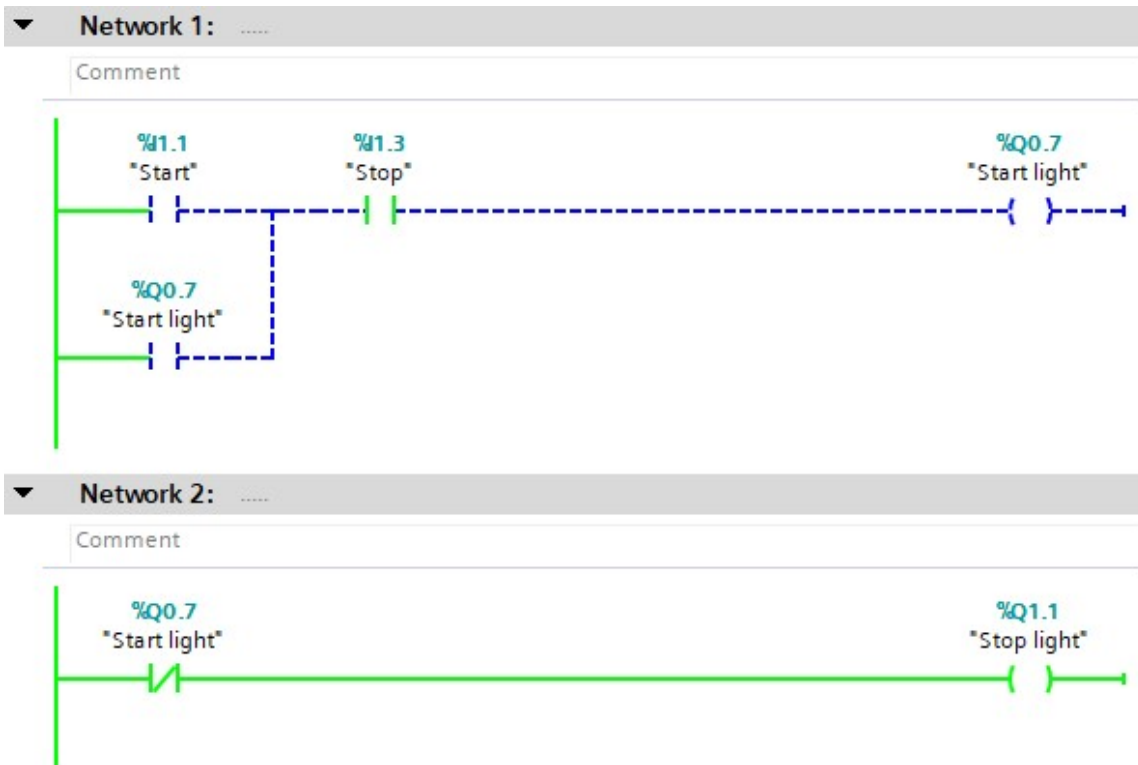 Network 1: .....
Comment
%I1.1 %I1.3 %Q0.7
"Start" "Stop" "Start light"
%Q0.7
"Start light"
Network 2: .....
Comment
%Q0.7 %Q1.1
"Start light" "Stop light"